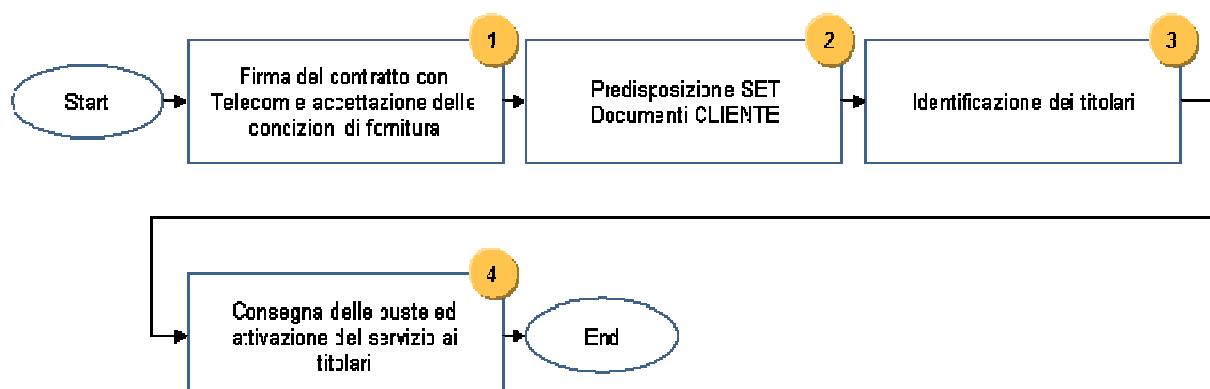 1
2
3
Start
Firma del contratto con
Telecom e accettazione delle
condizioni di fornitura
Predisposizione SET
Documenti CLIENTE
Identificazione dei titolari
4
Consegna delle buste ed
attivazione del servizio ai
titolari
End